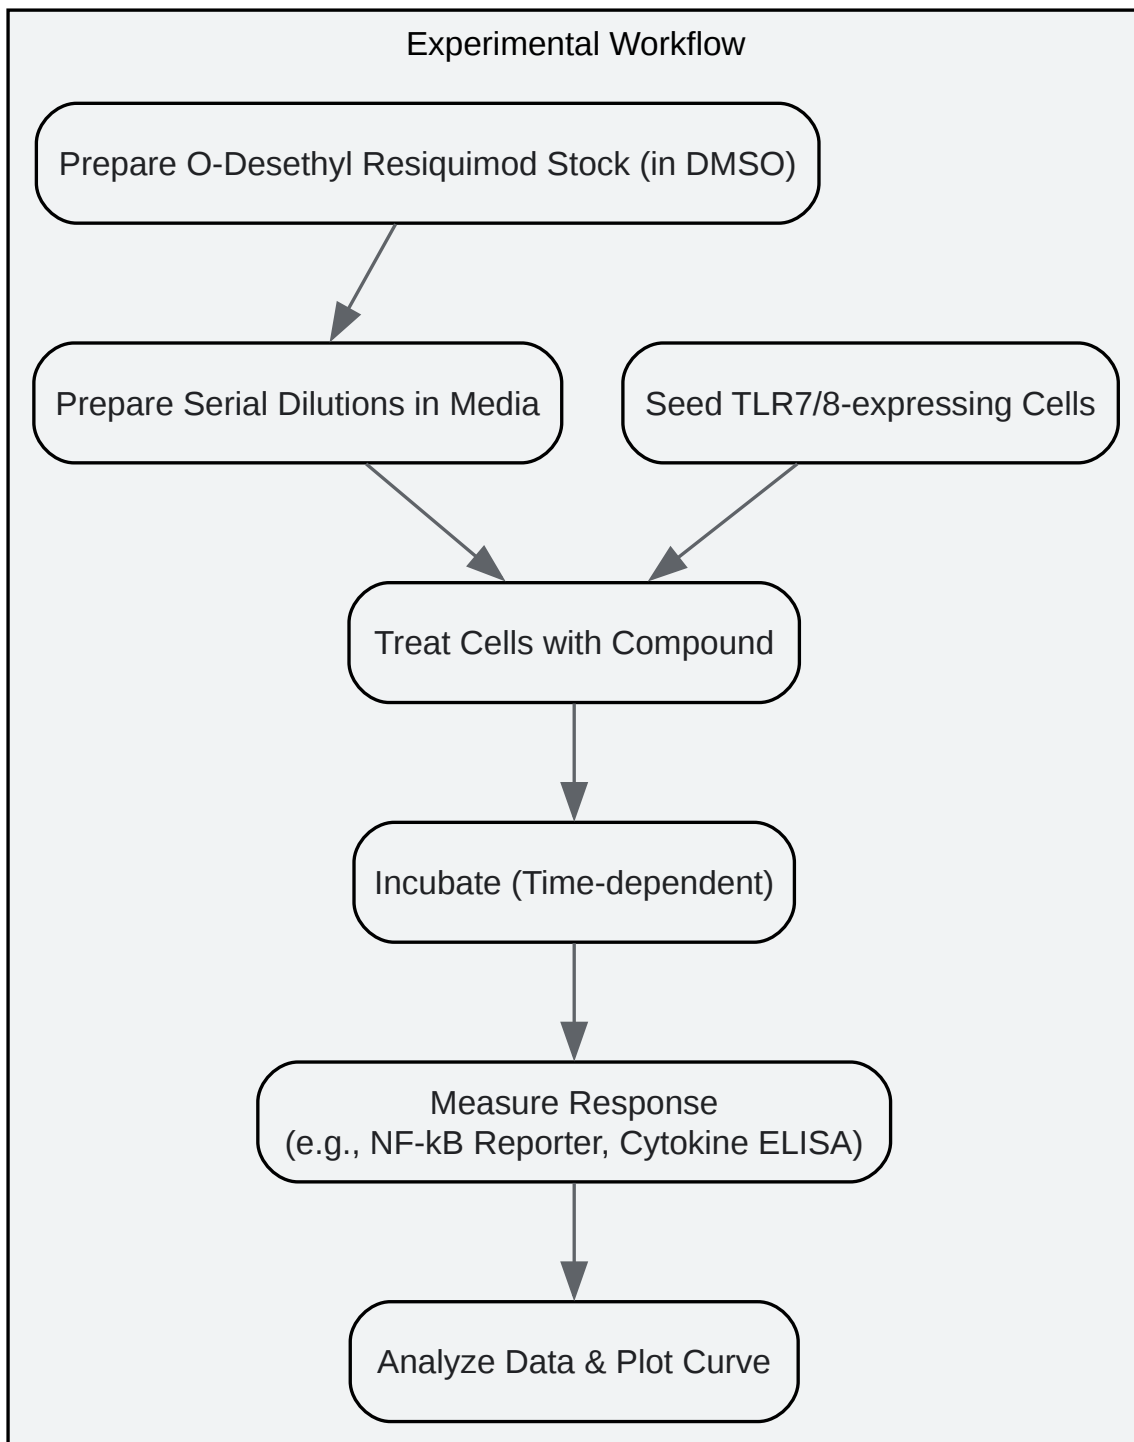 Experimental Workflow
Prepare O-Desethyl Resiquimod Stock (in DMSO)
Prepare Serial Dilutions in Media
Seed TLR7/8-expressing Cells
Treat Cells with Compound
Incubate (Time-dependent)
Measure Response
(e.g., NF-kB Reporter, Cytokine ELISA)
Analyze Data & Plot Curve